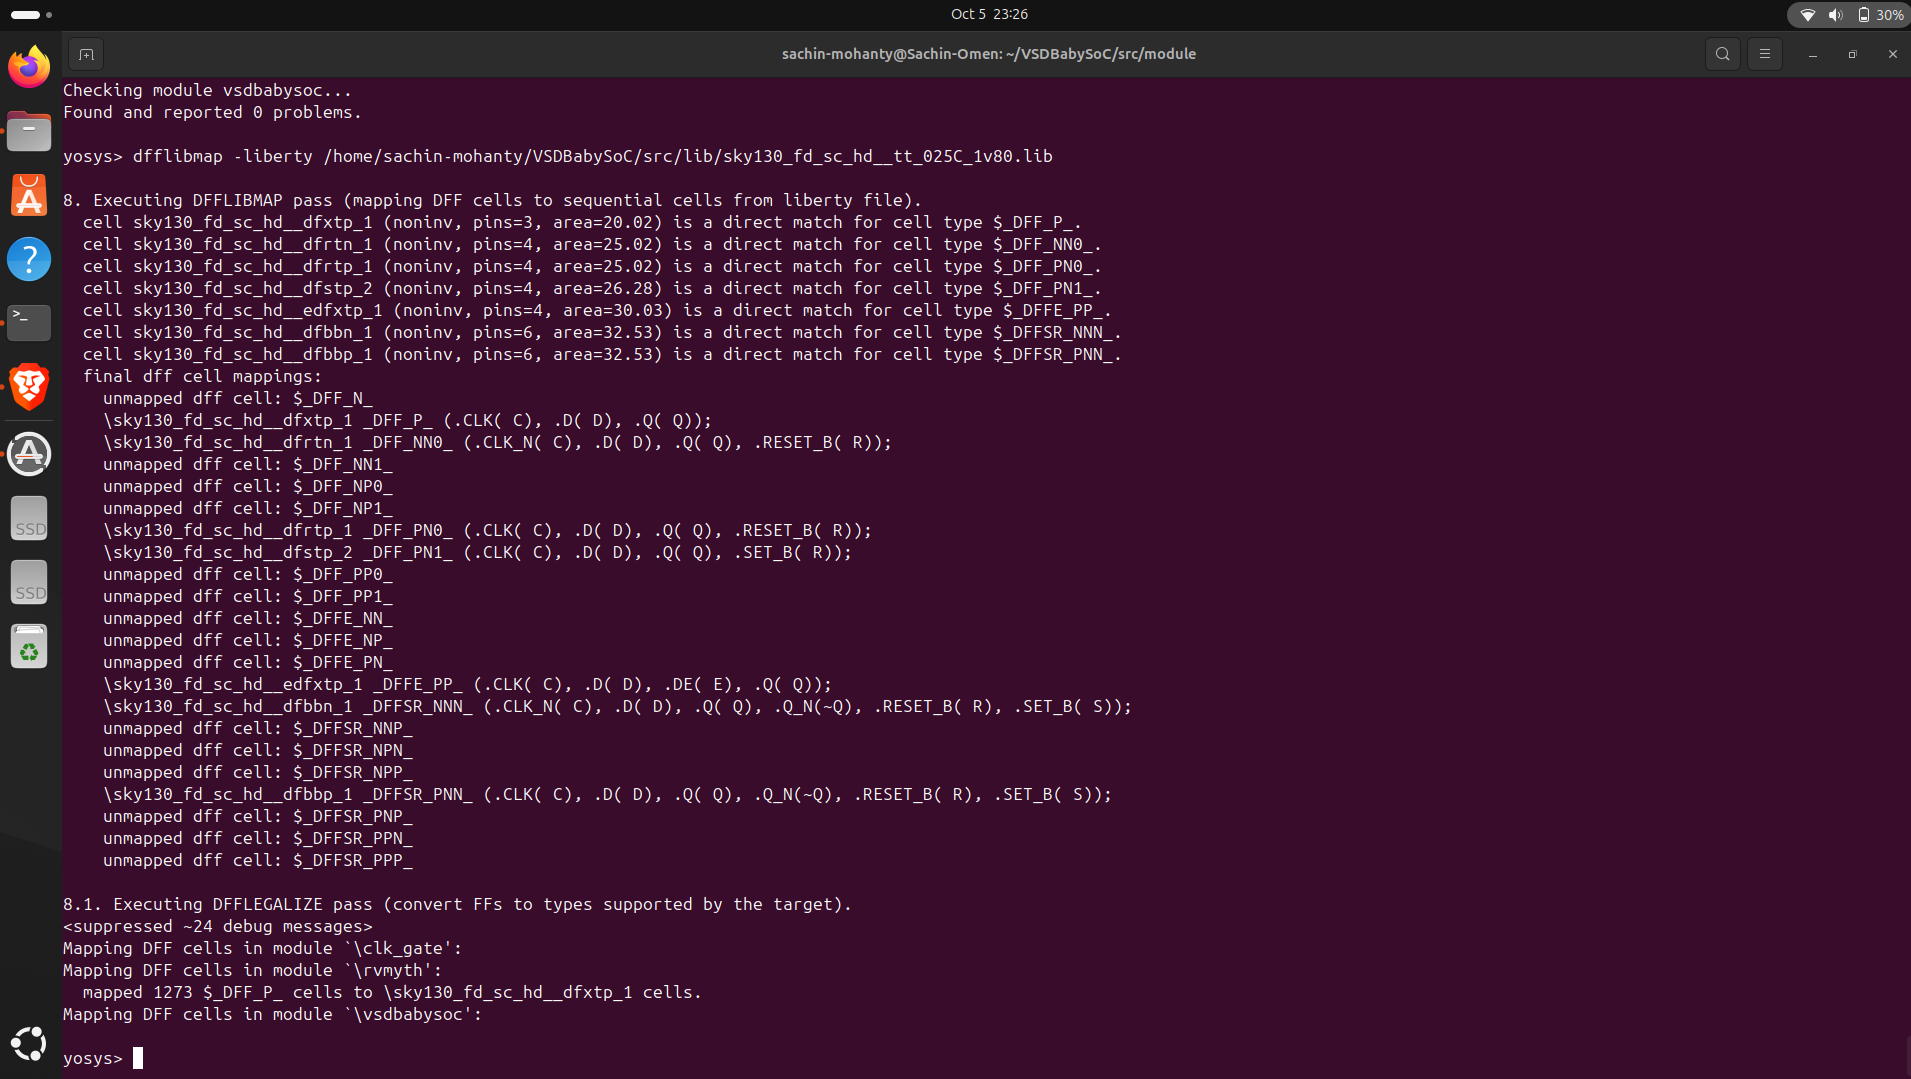 Oct 5 23:26
30%
sachin-mohanty@Sachin-Omen: ~/VSDBabySoC/src/module
Checking module vsdbabysoc...
Found and reported 0 problems.
yosys> dfflibmap -liberty /home/sachin-mohanty/VSDBabySoC/src/lib/sky130_fd_sc_hd__tt_025C_1v80.lib
8. Executing DFFLIBMAP pass (mapping DFF cells to sequential cells from liberty file).
cell sky130_fd_sc_hd__dfxtp_1 (noninv, pins=3, area=20.02) is a direct match for cell type $_DFF_P_.
cell sky130_fd_sc_hd__dfrtn_1 (noninv, pins=4, area=25.02) is a direct match for cell type $_DFF_NN0_.
cell sky130_fd_sc_hd__dfrtp_1 (noninv, pins=4, area=25.02) is a direct match for cell type $_DFF_PN0_.
cell sky130_fd_sc_hd__dfstp_2 (noninv, pins=4, area=26.28) is a direct match for cell type $_DFF_PN1_.
cell sky130_fd_sc_hd__edfxtp_1 (noninv, pins=4, area=30.03) is a direct match for cell type $_DFFE_PP_.
cell sky130_fd_sc_hd__dfbbn_1 (noninv, pins=6, area=32.53) is a direct match for cell type $_DFFSR_NNN_.
cell sky130_fd_sc_hd__dfbbp_1 (noninv, pins=6, area=32.53) is a direct match for cell type $_DFFSR_PNN_.
final dff cell mappings:
unmapped dff cell: $_DFF_N_
\sky130_fd_sc_hd__dfxtp_1 _DFF_P_ (.CLK( C), .D( D), .Q( Q));
\sky130_fd_sc_hd__dfrtn_1 _DFF_NN0_ (.CLK_N( C), .D( D), .Q( Q), .RESET_B( R));
unmapped dff cell: $_DFF_NN1_
unmapped dff cell: $_DFF_NP0_
unmapped dff cell: $_DFF_NP1_
\sky130_fd_sc_hd__dfrtp_1 _DFF_PN0_ (.CLK( C), .D( D), .Q( Q), .RESET_B( R));
\sky130_fd_sc_hd__dfstp_2 _DFF_PN1_ (.CLK( C), .D( D), .Q( Q), .SET_B( R));
unmapped dff cell: $_DFF_PP0_
unmapped dff cell: $_DFF_PP1_
unmapped dff cell: $_DFFE_NN_
unmapped dff cell: $_DFFE_NP_
unmapped dff cell: $_DFFE_PN_
\sky130_fd_sc_hd__edfxtp_1 _DFFE_PP_ (.CLK( C), .D( D), .DE( E), .Q( Q));
\sky130_fd_sc_hd__dfbbn_1 _DFFSR_NNN_ (.CLK_N( C), .D( D), .Q( Q), .Q_N(~Q), .RESET_B( R), .SET_B( S));
unmapped dff cell: $_DFFSR_NNP_
unmapped dff cell: $_DFFSR_NPN_
unmapped dff cell: $_DFFSR_NPP_
\sky130_fd_sc_hd__dfbbp_1 _DFFSR_PNN_ (.CLK( C), .D( D), .Q( Q), .Q_N(~Q), .RESET_B( R), .SET_B( S));
unmapped dff cell: $_DFFSR_PNP_
unmapped dff cell: $_DFFSR_PPN_
unmapped dff cell: $_DFFSR_PPP_
8.1. Executing DFFLEGALIZE pass (convert FFs to types supported by the target).
<suppressed ~24 debug messages>
Mapping DFF cells in module `\clk_gate':
Mapping DFF cells in module `\rvmyth':
mapped 1273 $_DFF_P_ cells to \sky130_fd_sc_hd__dfxtp_1 cells.
Mapping DFF cells in module `\vsdbabysoc':
yosys>
SSD
SSD